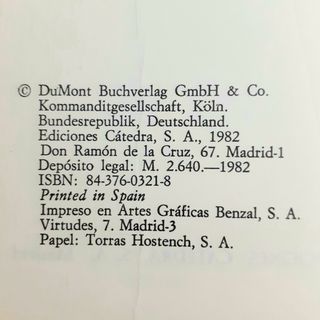 © DuMont Buchverlag GmbH & Co.
Kommanditgesellschaft, Köln.
Bundesrepublik, Deutschland.
Ediciones Cátedra, S. A., 1982
Don Ramón de la Cruz, 67. Madrid-1
Depósito legal: M. 2.640.—1982
ISBN: 84-376-0321-8
Printed in Spain
Impreso en Artes Gráficas Benzal, S. A.
Virtudes, 7. Madrid-3
Papel: Torras Hostench, S. A.